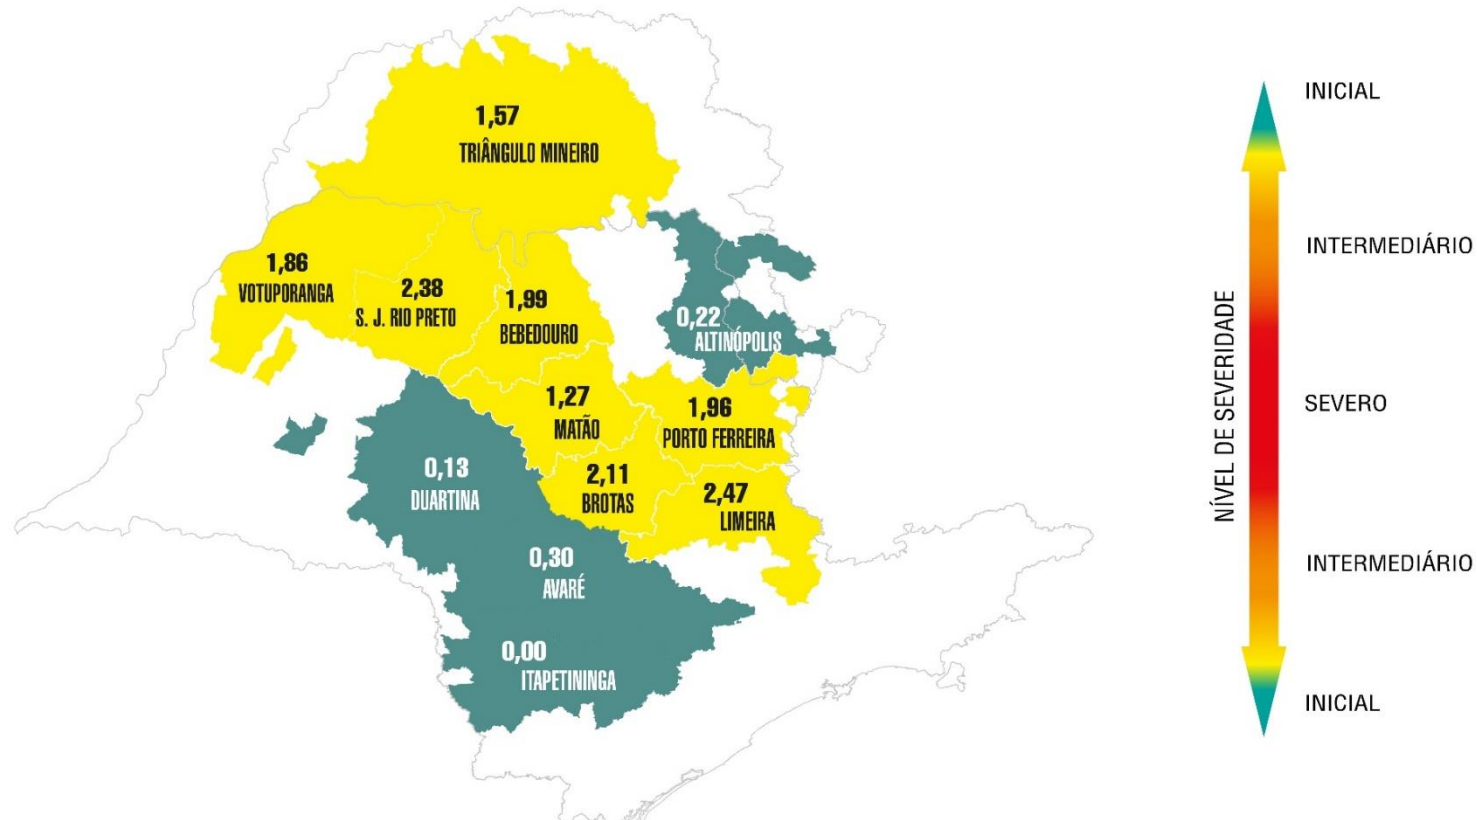 1,57
TRIÂNGULO MINEIRO
1,86
VOTUPORANGA
2,38
S. J. RIO PRETO
1,99
BEBEDOURO
0,22
ALTINÓPOLIS
1,27
MATÃO
1,96
PORTO FERREIRA
0,13
DUARTINA
2,11
BROTAS
2,47
LIMEIRA
0,30
AVARÉ
0,00
ITAPETININGA
NÍVEL DE SEVERIDADE
INICIAL
INTERMEDIÁRIO
SEVERO
INTERMEDIÁRIO
INICIAL